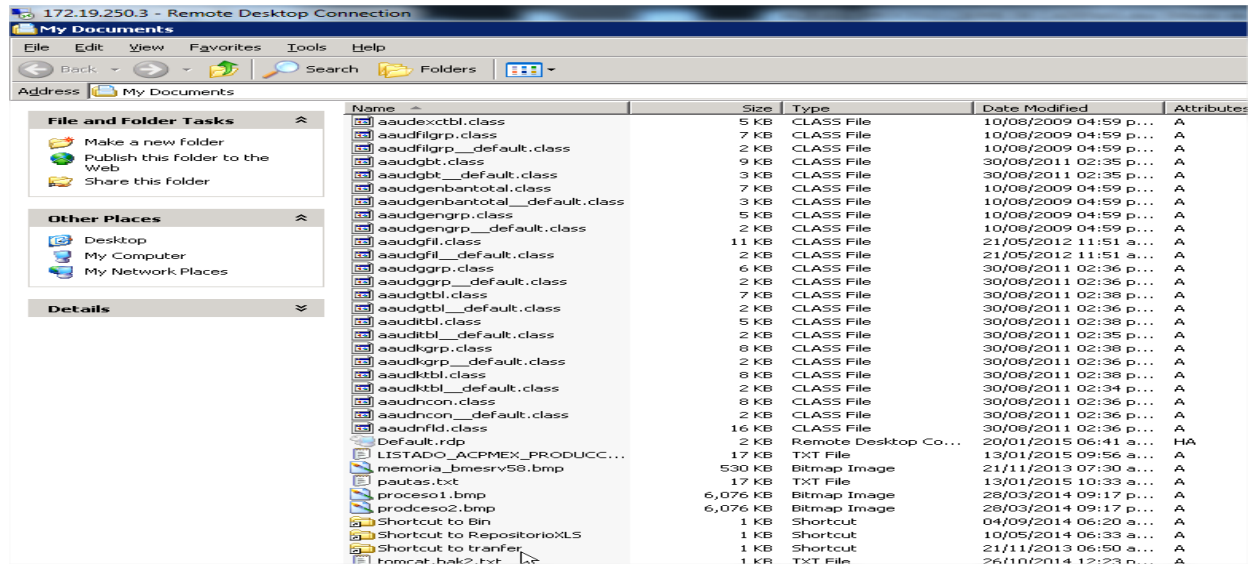 172.19.250.3 - Remote Desktop Connection
My Documents
File Edit View Favorites Tools Help
Back Search Folders
Address My Documents
File and Folder Tasks
Make a new folder
Publish this folder to the
Web
Share this folder
Other Places
Desktop
My Computer
My Network Places
Details
Name Size Type Date Modified Attributes
aaudexctbl.class 5 KB CLASS File 10/08/2009 04:59 p... A
aaudfilgrp.class 7 KB CLASS File 10/08/2009 04:59 p... A
aaudfilgrp__default.class 2 KB CLASS File 10/08/2009 04:59 p... A
aaudgbt.class 9 KB CLASS File 30/08/2011 02:35 p... A
aaudgbt__default.class 3 KB CLASS File 30/08/2011 02:35 p... A
aaudgenbantotal.class 7 KB CLASS File 10/08/2009 04:59 p... A
aaudgenbantotal__default.class 3 KB CLASS File 10/08/2009 04:59 p... A
aaudgengrp.class 5 KB CLASS File 10/08/2009 04:59 p... A
aaudgengrp__default.class 2 KB CLASS File 10/08/2009 04:59 p... A
aaudgfil.class 11 KB CLASS File 21/05/2012 11:51 a... A
aaudgfil__default.class 2 KB CLASS File 21/05/2012 11:51 a... A
aaudggrp.class 6 KB CLASS File 30/08/2011 02:36 p... A
aaudggrp__default.class 2 KB CLASS File 30/08/2011 02:36 p... A
aaudgtbl.class 7 KB CLASS File 30/08/2011 02:38 p... A
aaudgtbl__default.class 2 KB CLASS File 30/08/2011 02:36 p... A
aauditbl.class 5 KB CLASS File 30/08/2011 02:38 p... A
aauditbl__default.class 2 KB CLASS File 30/08/2011 02:35 p... A
aaudkgrp.class 8 KB CLASS File 30/08/2011 02:38 p... A
aaudkgrp__default.class 2 KB CLASS File 30/08/2011 02:36 p... A
aaudktbl.class 8 KB CLASS File 30/08/2011 02:38 p... A
aaudktbl__default.class 2 KB CLASS File 30/08/2011 02:34 p... A
aaudncon.class 8 KB CLASS File 30/08/2011 02:36 p... A
aaudncon__default.class 2 KB CLASS File 30/08/2011 02:36 p... A
aaudnfld.class 16 KB CLASS File 30/08/2011 02:36 p... A
Default.rdp 2 KB Remote Desktop Co... 20/01/2015 06:41 a... HA
LISTADO_ACPMEX_PRODUCC... 17 KB TXT File 13/01/2015 09:56 a... A
memoria_bmesrv58.bmp 530 KB Bitmap Image 21/11/2013 07:30 a... A
pautas.txt 17 KB TXT File 13/01/2015 10:33 a... A
proceso1.bmp 6,076 KB Bitmap Image 28/03/2014 09:17 p... A
prodceso2.bmp 6,076 KB Bitmap Image 28/03/2014 09:17 p... A
Shortcut to Bin 1 KB Shortcut 04/09/2014 06:20 a... A
Shortcut to RepositorioXLS 1 KB Shortcut 10/05/2014 06:33 a... A
Shortcut to tranfer 1 KB Shortcut 21/11/2013 06:50 a... A
tomcat.bak2.txt 1 KB TXT File 26/10/2014 12:23 p... A